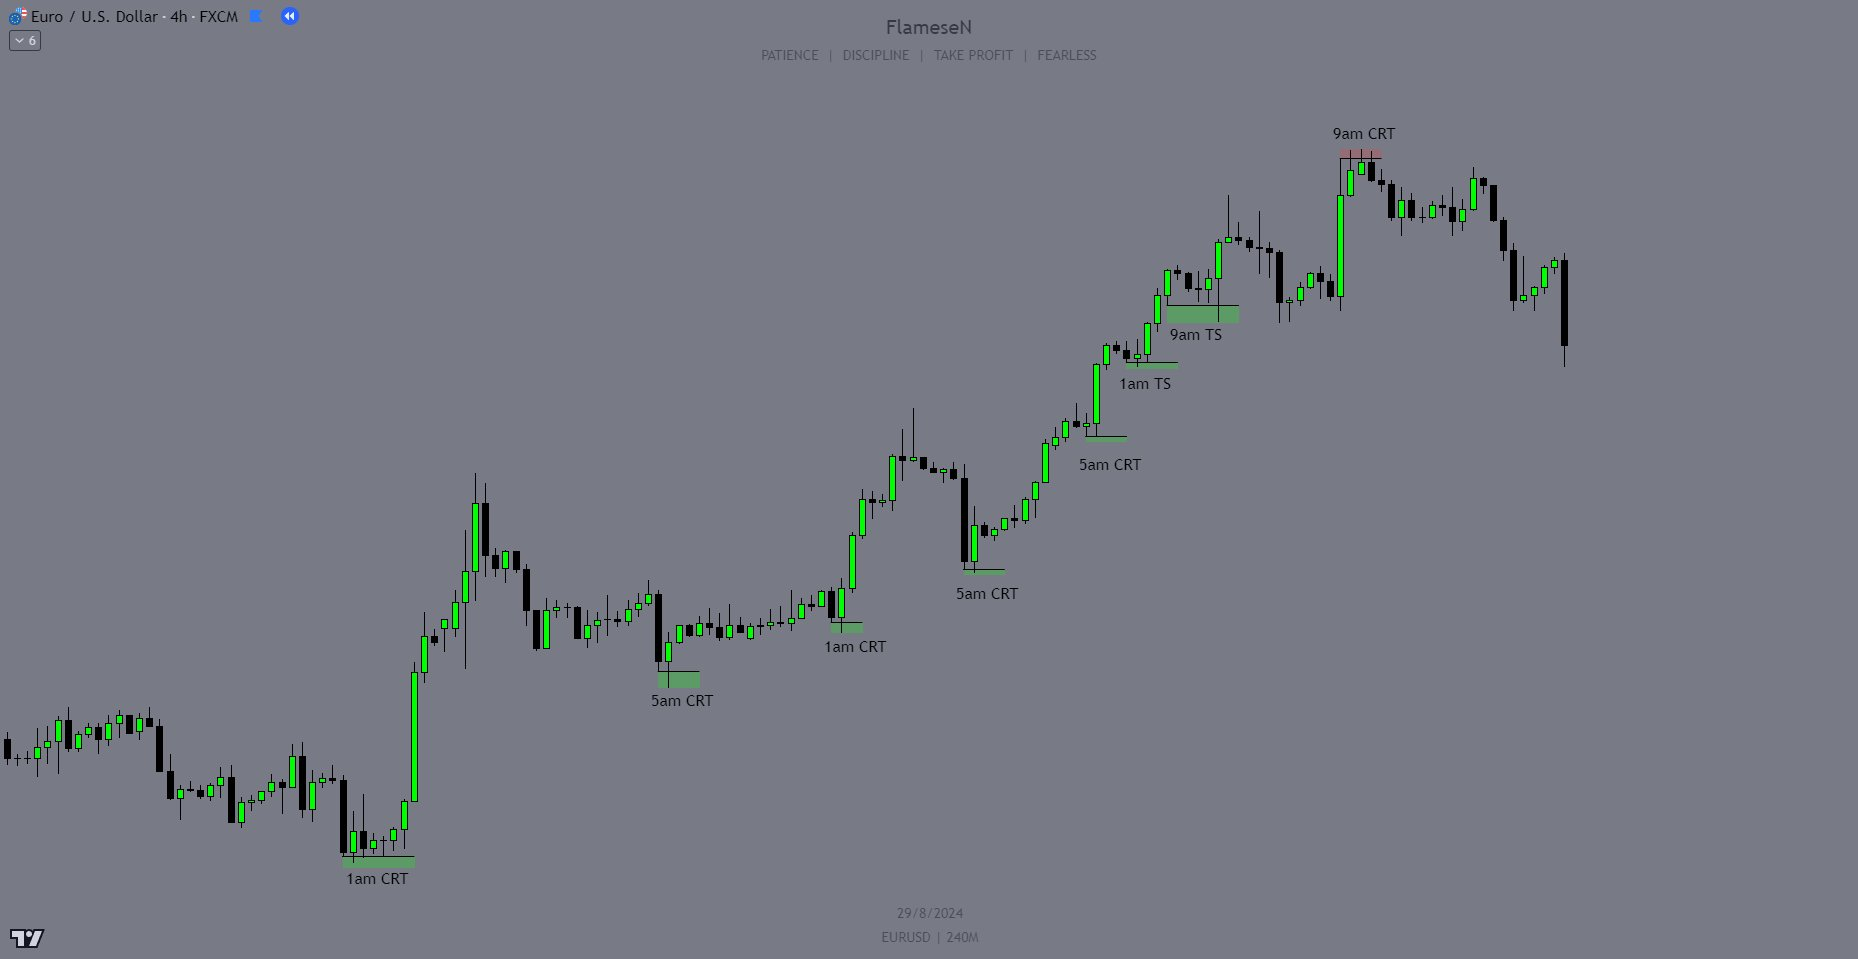 Euro / U.S. Dollar · 4h · FXCM
6
FlameseN
PATIENCE | DISCIPLINE | TAKE PROFIT | FEARLESS
9am CRT
9am TS
1am TS
5am CRT
5am CRT
1am CRT
5am CRT
1am CRT
29/8/2024
EURUSD | 240M